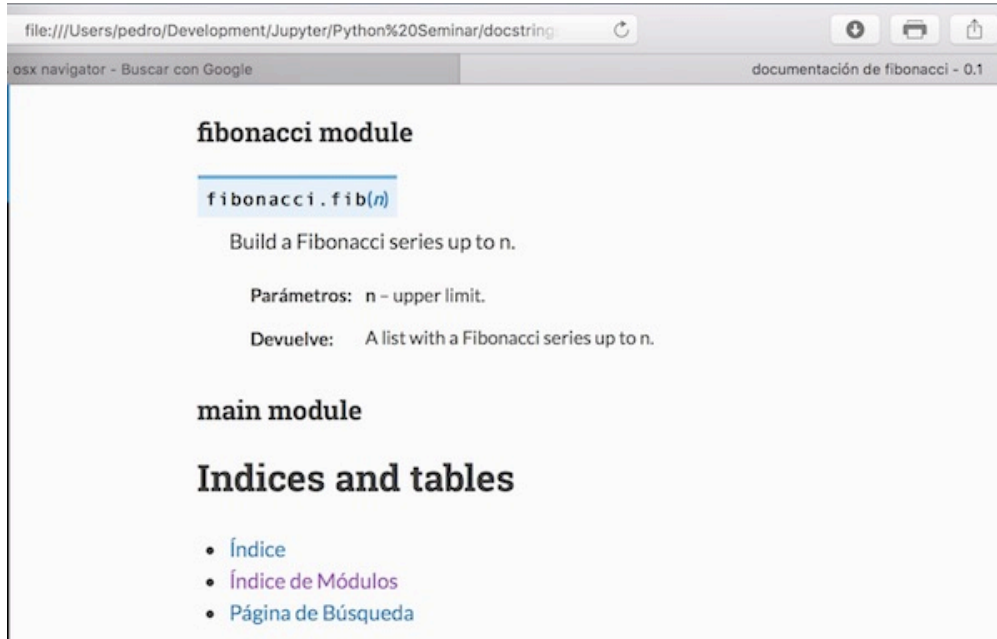 file:///Users/pedro/Development/Jupyter/Python%20Seminar/docstring
osx navigator - Buscar con Google
documentación de fibonacci - 0.1
fibonacci module
fibonacci.fib(n)
Build a Fibonacci series up to n.
Parámetros: n – upper limit.
Devuelve: A list with a Fibonacci series up to n.
main module
Indices and tables
• Índice
• Índice de Módulos
• Página de Búsqueda